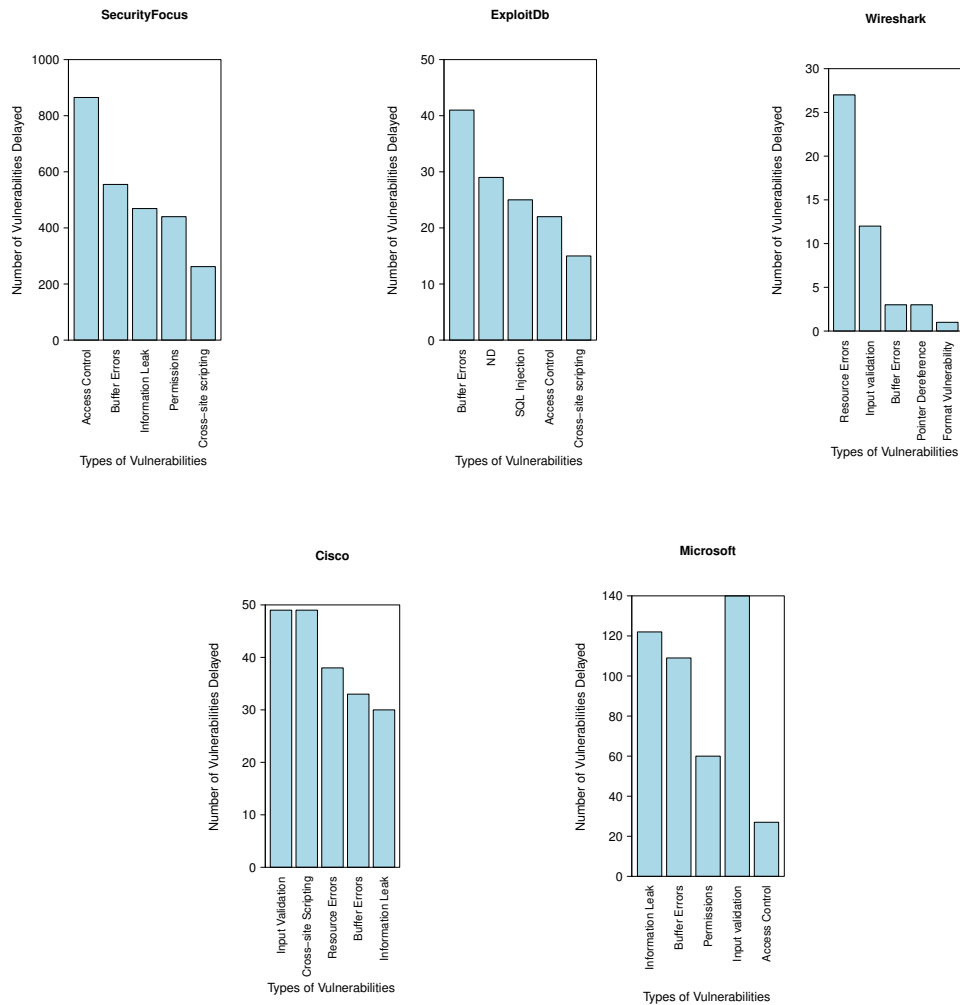 SecurityFocus
Number of Vulnerabilities Delayed
1000
800
600
400
200
0
Access Control
Buffer Errors
Information Leak
Permissions
Cross−site scripting
Types of Vulnerabilities
ExploitDb
Number of Vulnerabilities Delayed
50
40
30
20
10
0
Buffer Errors
ND
SQL Injection
Access Control
Cross−site scripting
Types of Vulnerabilities
Wireshark
Number of Vulnerabilities Delayed
30
25
20
15
10
5
0
Resource Errors
Input validation
Buffer Errors
Pointer Dereference
Format Vulnerability
Types of Vulnerabilities
Cisco
Number of Vulnerabilities Delayed
50
40
30
20
10
0
Input Validation
Cross−site Scripting
Resource Errors
Buffer Errors
Information Leak
Types of Vulnerabilities
Microsoft
Number of Vulnerabilities Delayed
140
120
100
80
60
40
20
0
Information Leak
Buffer Errors
Permissions
Input validation
Access Control
Types of Vulnerabilities